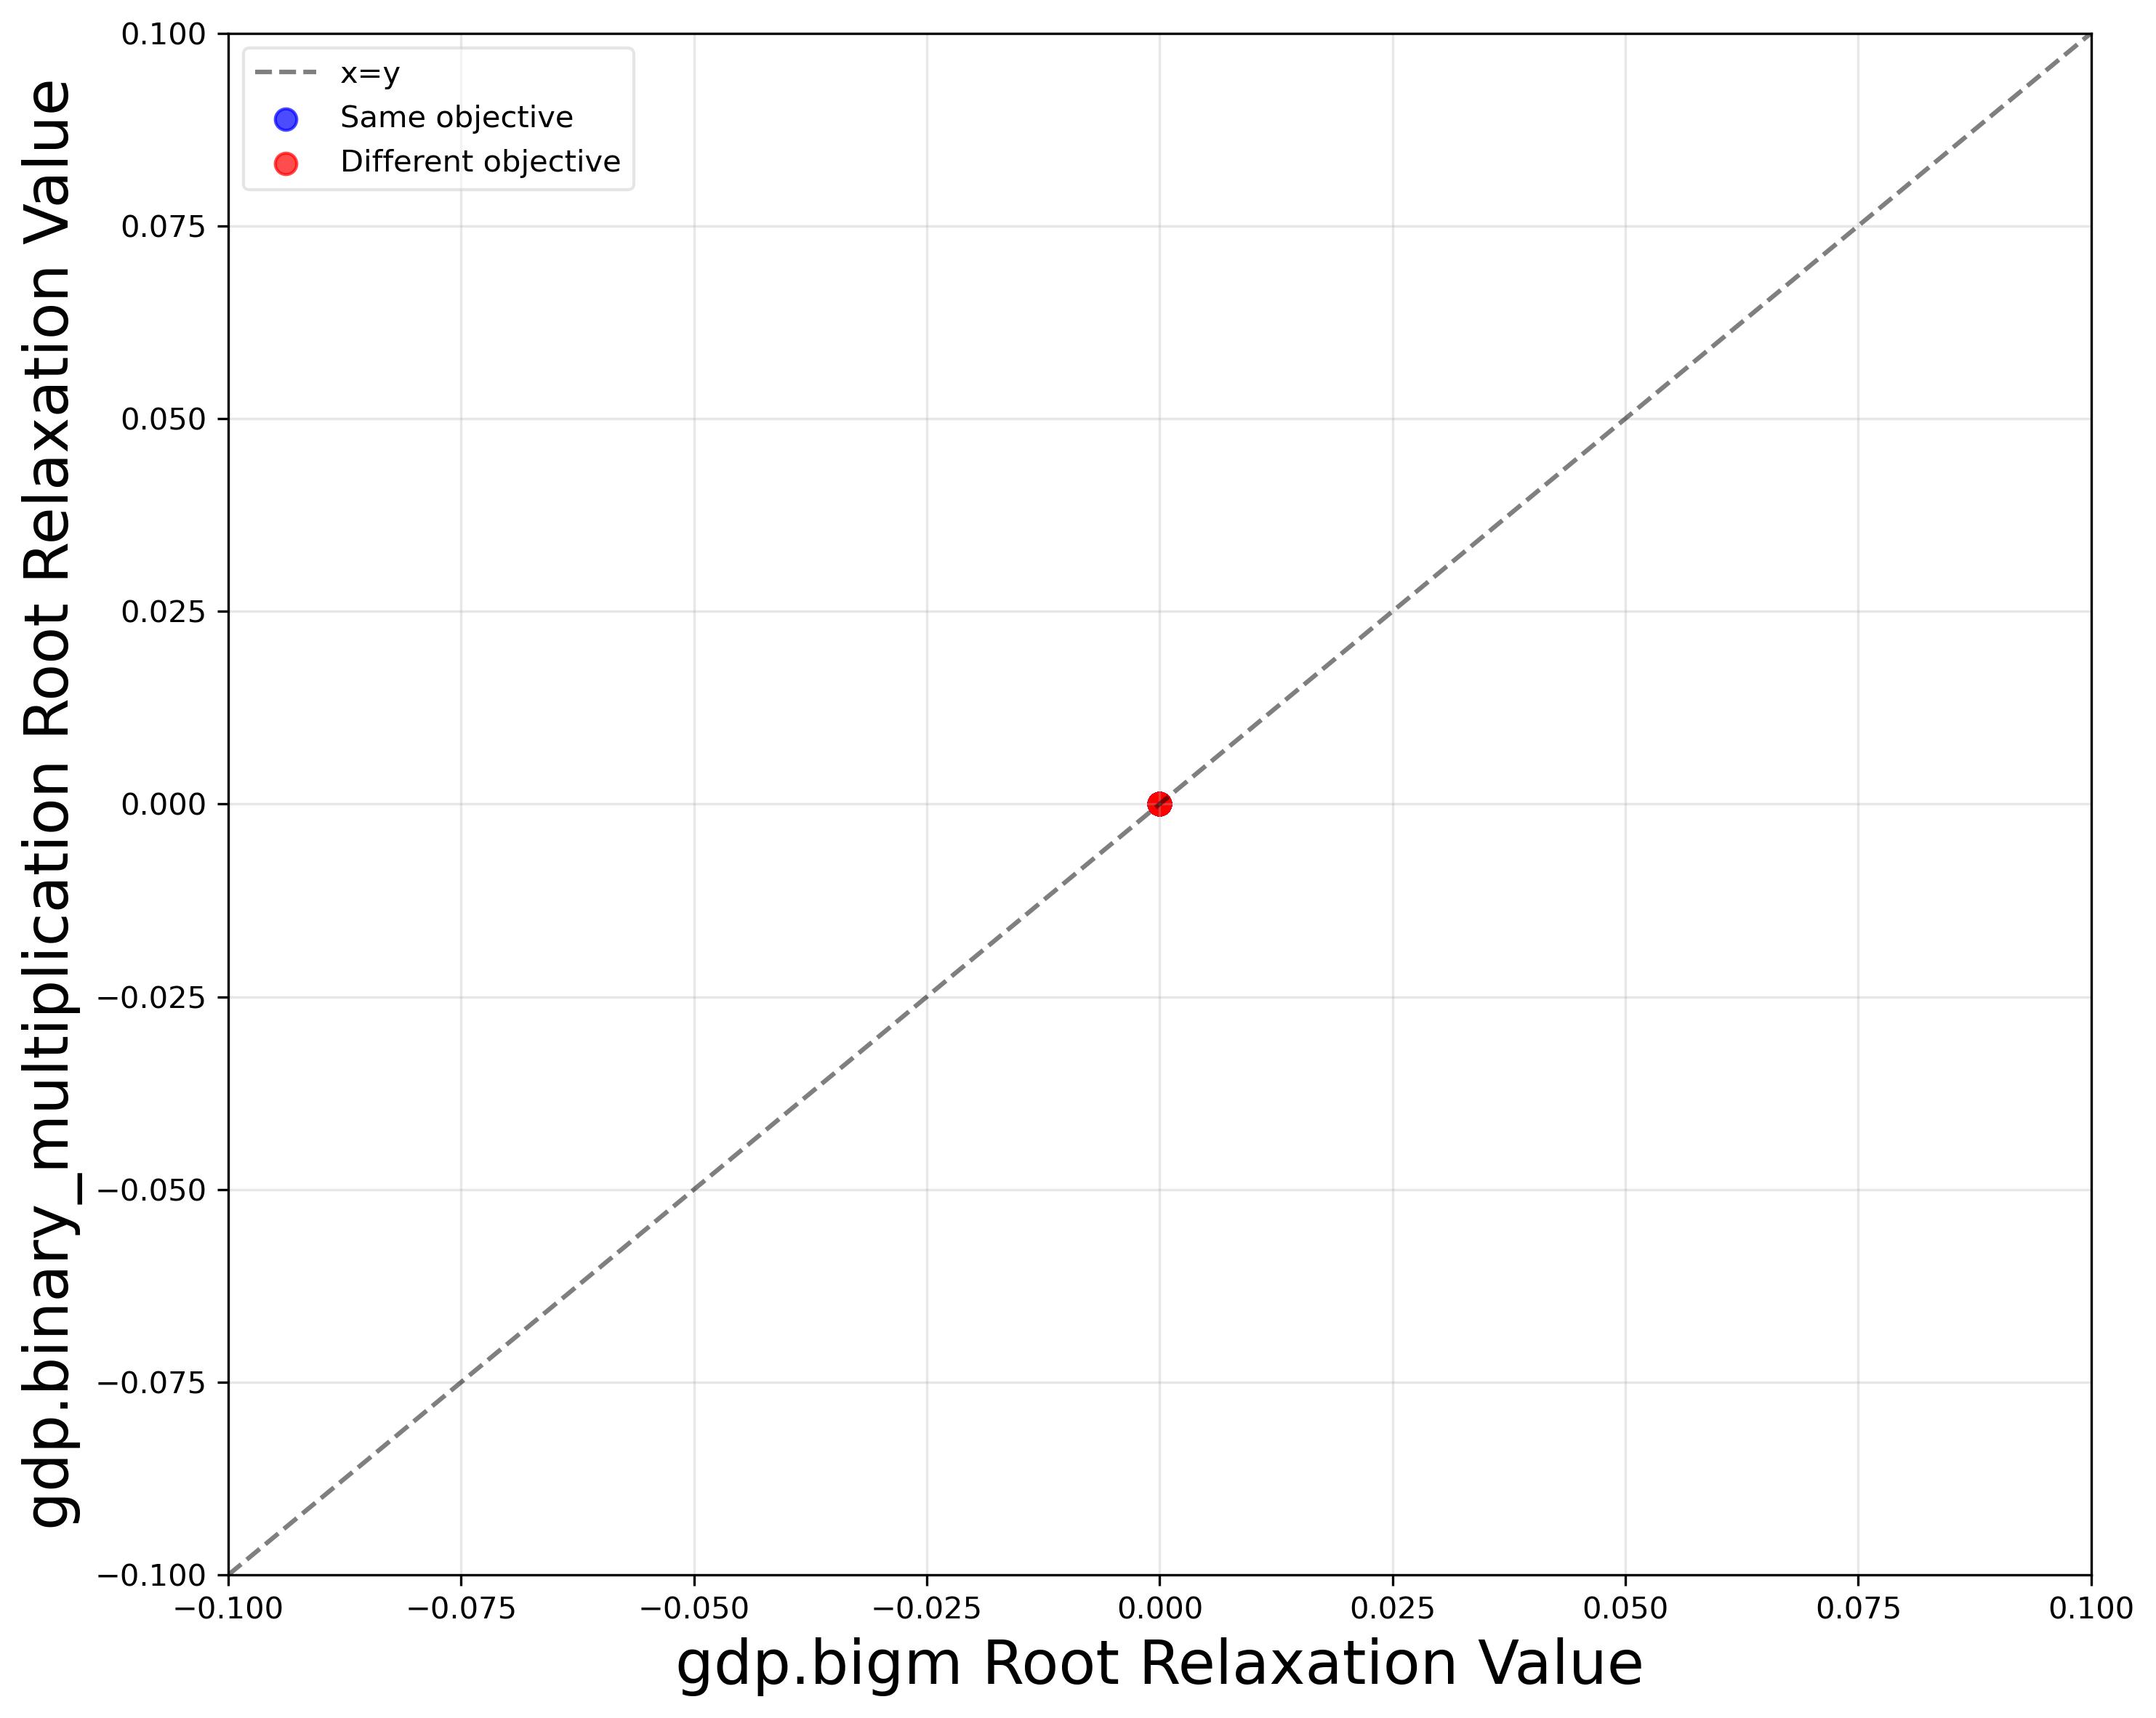 x=y
Same objective
Different objective
gdp.binary_multiplication Root Relaxation Value
0.100
0.075
0.050
0.025
0.000
−0.025
−0.050
−0.075
−0.100
−0.100 −0.075 −0.050 −0.025 0.000 0.025 0.050 0.075 0.100
gdp.bigm Root Relaxation Value